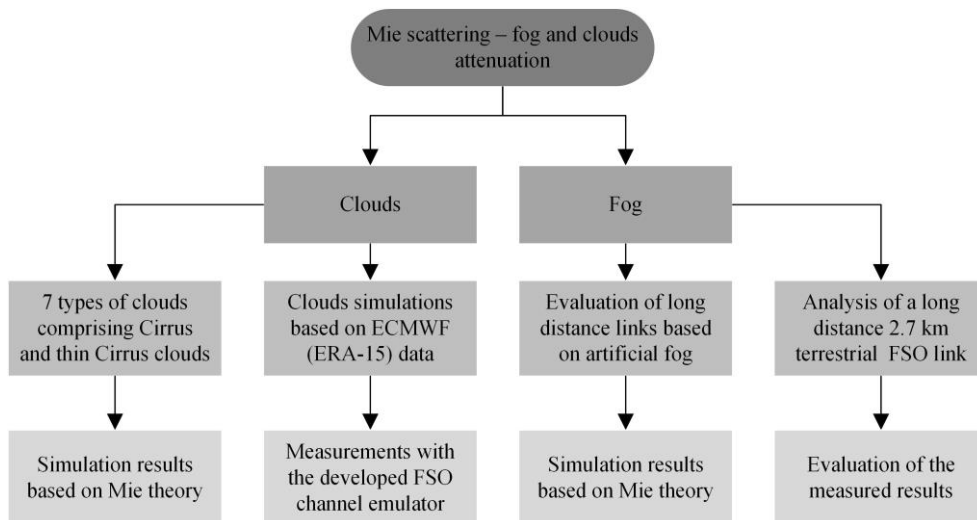 Mie scattering – fog and clouds
attenuation
Clouds
Fog
7 types of clouds
comprising Cirrus
and thin Cirrus clouds
Clouds simulations
based on ECMWF
(ERA-15) data
Evaluation of long
distance links based
on artificial fog
Analysis of a long
distance 2.7 km
terrestrial FSO link
Simulation results
based on Mie theory
Measurements with
the developed FSO
channel emulator
Simulation results
based on Mie theory
Evaluation of the
measured results